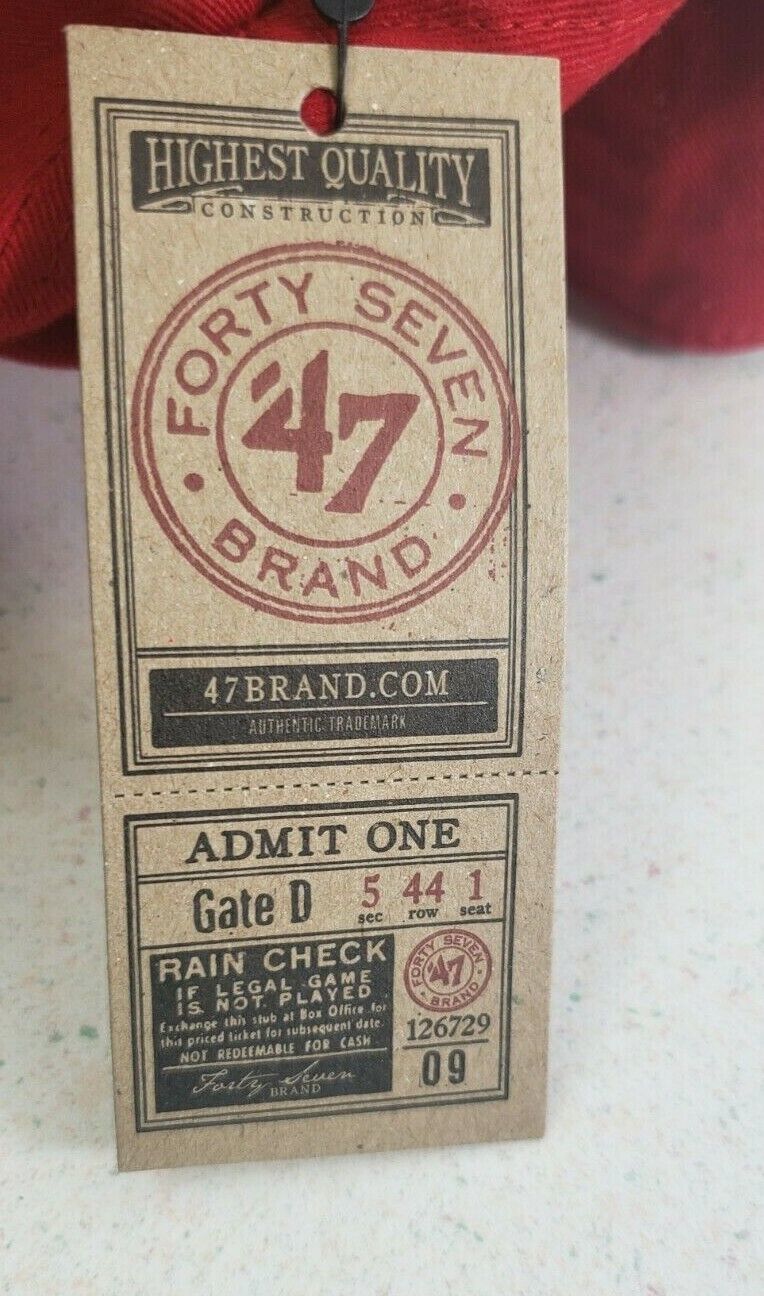 HIGHEST QUALITY
CONSTRUCTION
FORTY SEVEN
'47
BRAND
47BRAND.COM
AUTHENTIC TRADEMARK
ADMIT ONE
Gate D 5 sec 44 row 1 seat
RAIN CHECK
IF LEGAL GAME
IS NOT PLAYED
Exchange this stub at Box Office for
this priced ticket for subsequent date.
NOT REDEEMABLE FOR CASH
Forty Seven
BRAND
FORTY SEVEN
'47
BRAND
126729
09